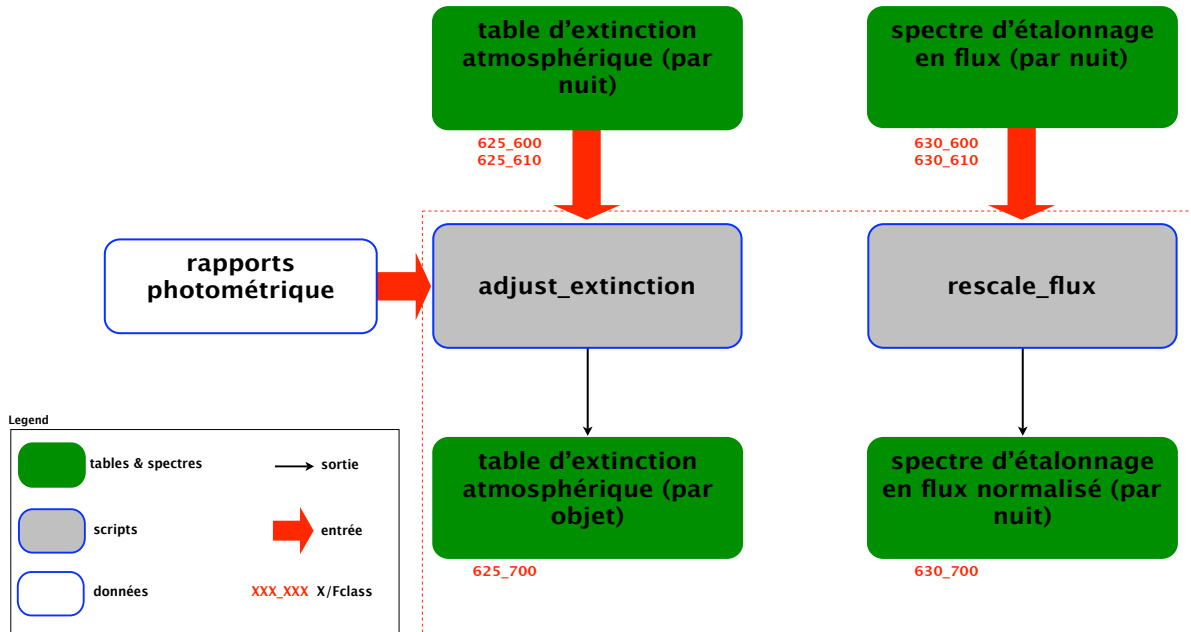 table d’extinction
atmosphérique (par
nuit)
spectre d’étalonnage
en flux (par nuit)
625_600
625_610
630_600
630_610
rapports
photométrique
adjust_extinction
rescale_flux
table d’extinction
atmosphérique (par
objet)
spectre d’étalonnage
en flux normalisé (par
nuit)
625_700
630_700
Legend
tables & spectres
sortie
scripts
entrée
données
XXX_XXX X/Fclass